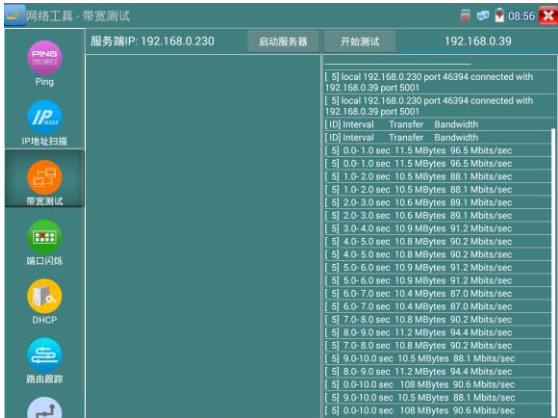 网络工具 - 带宽测试
08:56
服务端IP: 192.168.0.230
启动服务器
开始测试
192.168.0.39
PING
Ping
IP
IP地址扫描
带宽测试
端口闪烁
DHCP
路由跟踪
[ 5] local 192.168.0.230 port 46394 connected with
192.168.0.39 port 5001
[ 5] local 192.168.0.230 port 46394 connected with
192.168.0.39 port 5001
[ ID] Interval Transfer Bandwidth
[ ID] Interval Transfer Bandwidth
[ 5] 0.0- 1.0 sec 11.5 MBytes 96.5 Mbits/sec
[ 5] 0.0- 1.0 sec 11.5 MBytes 96.5 Mbits/sec
[ 5] 1.0- 2.0 sec 10.5 MBytes 88.1 Mbits/sec
[ 5] 1.0- 2.0 sec 10.5 MBytes 88.1 Mbits/sec
[ 5] 2.0- 3.0 sec 10.6 MBytes 89.1 Mbits/sec
[ 5] 2.0- 3.0 sec 10.6 MBytes 89.1 Mbits/sec
[ 5] 3.0- 4.0 sec 10.9 MBytes 91.2 Mbits/sec
[ 5] 4.0- 5.0 sec 10.8 MBytes 90.2 Mbits/sec
[ 5] 4.0- 5.0 sec 10.8 MBytes 90.2 Mbits/sec
[ 5] 5.0- 6.0 sec 10.9 MBytes 91.2 Mbits/sec
[ 5] 5.0- 6.0 sec 10.9 MBytes 91.2 Mbits/sec
[ 5] 6.0- 7.0 sec 10.4 MBytes 87.0 Mbits/sec
[ 5] 6.0- 7.0 sec 10.4 MBytes 87.0 Mbits/sec
[ 5] 7.0- 8.0 sec 10.8 MBytes 90.2 Mbits/sec
[ 5] 8.0- 9.0 sec 11.2 MBytes 94.4 Mbits/sec
[ 5] 7.0- 8.0 sec 10.8 MBytes 90.2 Mbits/sec
[ 5] 9.0-10.0 sec 10.5 MBytes 88.1 Mbits/sec
[ 5] 8.0- 9.0 sec 11.2 MBytes 94.4 Mbits/sec
[ 5] 0.0-10.0 sec 108 MBytes 90.6 Mbits/sec
[ 5] 9.0-10.0 sec 10.5 MBytes 88.1 Mbits/sec
[ 5] 0.0-10.0 sec 108 MBytes 90.6 Mbits/sec